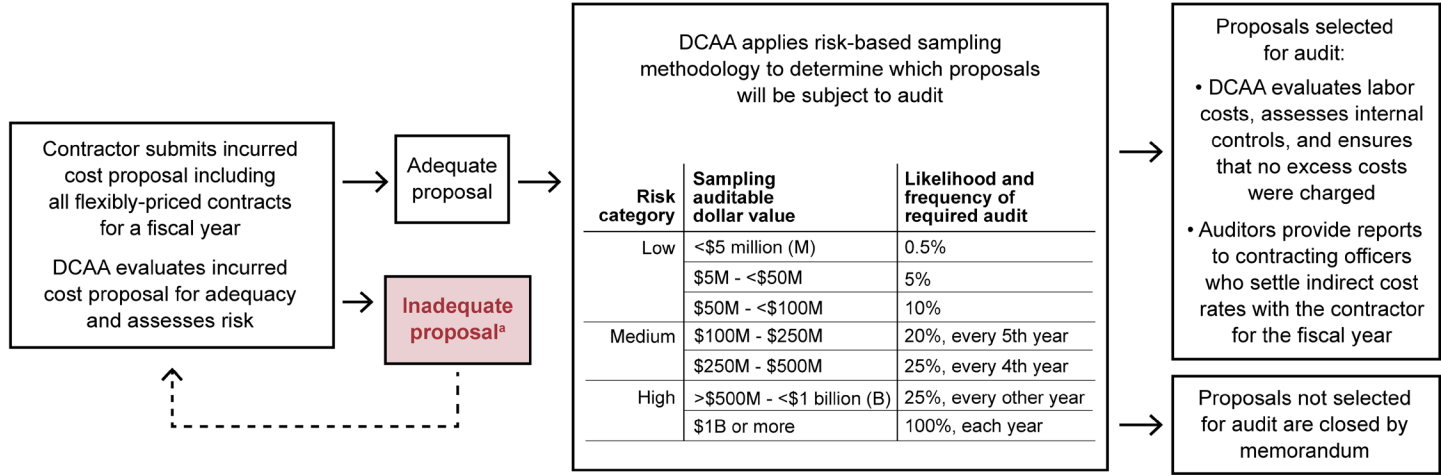 Contractor submits incurred
cost proposal including
all flexibly-priced contracts
for a fiscal year
DCAA evaluates incurred
cost proposal for adequacy
and assesses risk
Adequate
proposal
Inadequate
proposalª
DCAA applies risk-based sampling
methodology to determine which proposals
will be subject to audit
Risk
category
Sampling
auditable
dollar value
Likelihood and
frequency of
required audit
Low <$5 million (M) 0.5%
$5M - <$50M 5%
$50M - <$100M 10%
Medium $100M - $250M 20%, every 5th year
$250M - $500M 25%, every 4th year
High >$500M - <$1 billion (B) 25%, every other year
$1B or more 100%, each year
Proposals selected
for audit:
• DCAA evaluates labor
costs, assesses internal
controls, and ensures
that no excess costs
were charged
• Auditors provide reports
to contracting officers
who settle indirect cost
rates with the contractor
for the fiscal year
Proposals not selected
for audit are closed by
memorandum